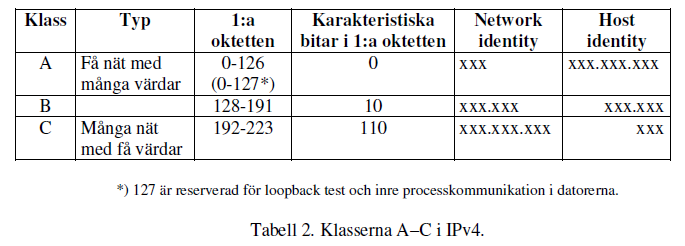 Klass Typ 1:a oktetten Karakteristiska bitar i 1:a oktetten Network identity Host identity
A Få nät med många värdar 0-126 (0-127*) 0 xxx xxx.xxx.xxx
B 128-191 10 xxx.xxx xxx.xxx
C Många nät med få värdar 192-223 110 xxx.xxx.xxx xxx
*) 127 är reserverad för loopback test och inre processkommunikation i datorerna.
Tabell 2. Klasserna A–C i IPv4.